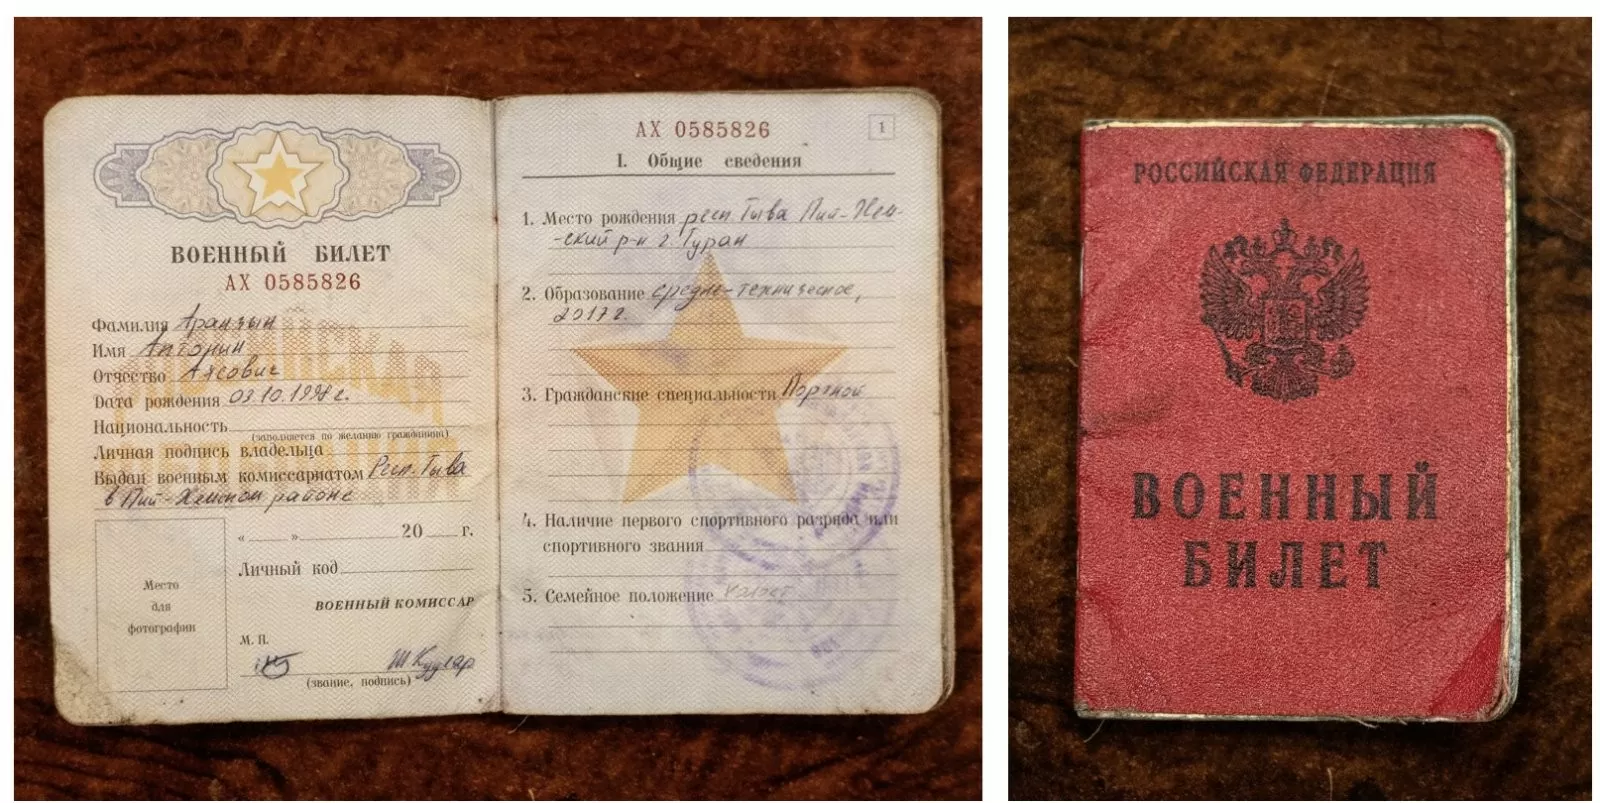 ВОЕННЫЙ БИЛЕТ
АХ 0585826
Фамилия Аранчын
Имя
Отчество Аясович
Дата рождения 03.10.1998 г.
Национальность
(заполняется по желанию гражданина)
Личная подпись владельца
Выдан военным комиссариатом Респ. Тыва
в Пий-Хемском районе
« » 20 г.
Личный код
ВОЕННЫЙ КОМИССАР
Место
для
фотографии
М. П.
Ш Кужугар
(звание, подпись)
АХ 0585826
1
I. Общие сведения
1. Место рождения респ. Тыва Пий-Хем-
-ский р-н г. Туран
2. Образование средне-техническое,
2017 г.
3. Гражданские специальности Портной
4. Наличие первого спортивного разряда или
спортивного звания
5. Семейное положение холост
РОССИЙСКАЯ ФЕДЕРАЦИЯ
ВОЕННЫЙ
БИЛЕТ